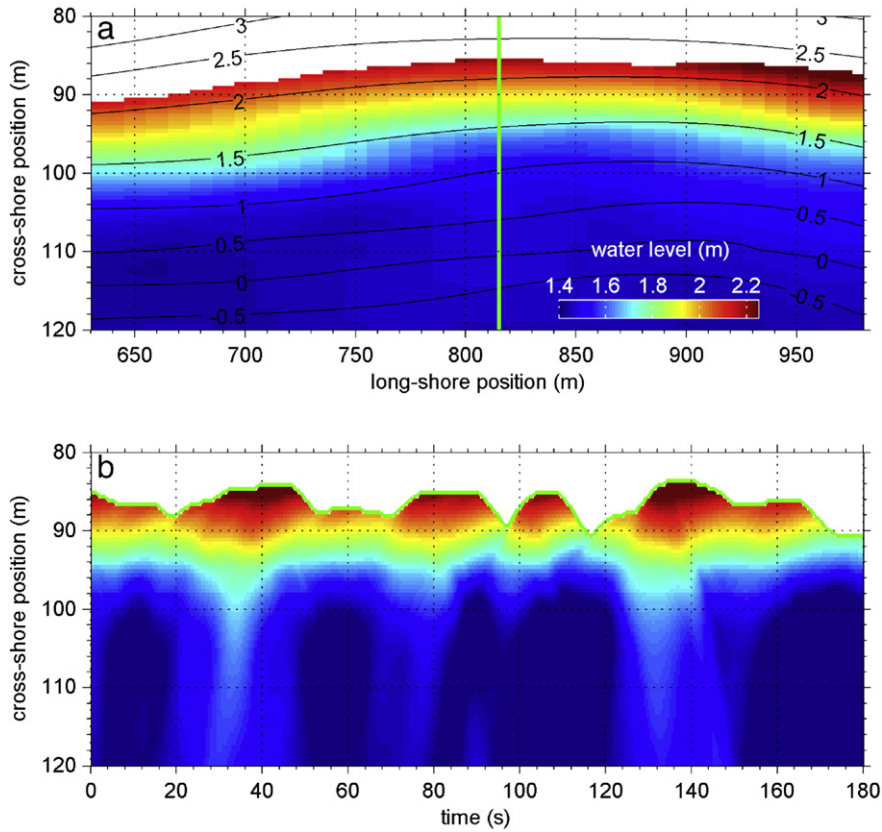 a
80
90
100
110
120
cross-shore position (m)
3
3
2.5
2.5
2
2
1.5
1.5
1
1
0.5
0.5
0
0
-0.5
-0.5
water level (m)
1.4 1.6 1.8 2 2.2
650 700 750 800 850 900 950
long-shore position (m)
b
80
90
100
110
120
cross-shore position (m)
0 20 40 60 80 100 120 140 160 180
time (s)